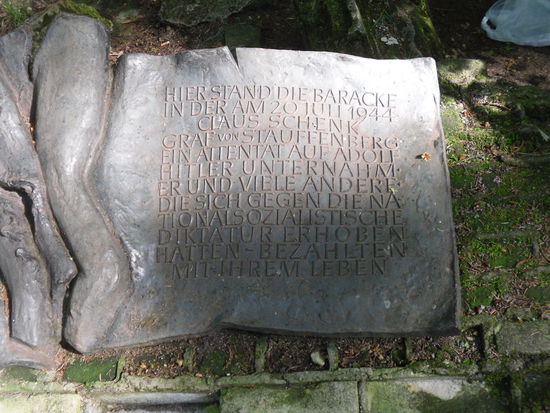 HIER STAND DIE BARACKE
IN DER AM 20. JULI 1944
CLAUS SCHENK
GRAF VON STAUFFENBERG
EIN ATTENTAT AUF ADOLF
HITLER UNTERNAHM ·
ER UND VIELE ANDERE
DIE SICH GEGEN DIE NA
TIONALSOZIALISTISCHE
DIKTATUR ERHOBEN
HATTEN · BEZAHLTEN
MIT IHREM LEBEN